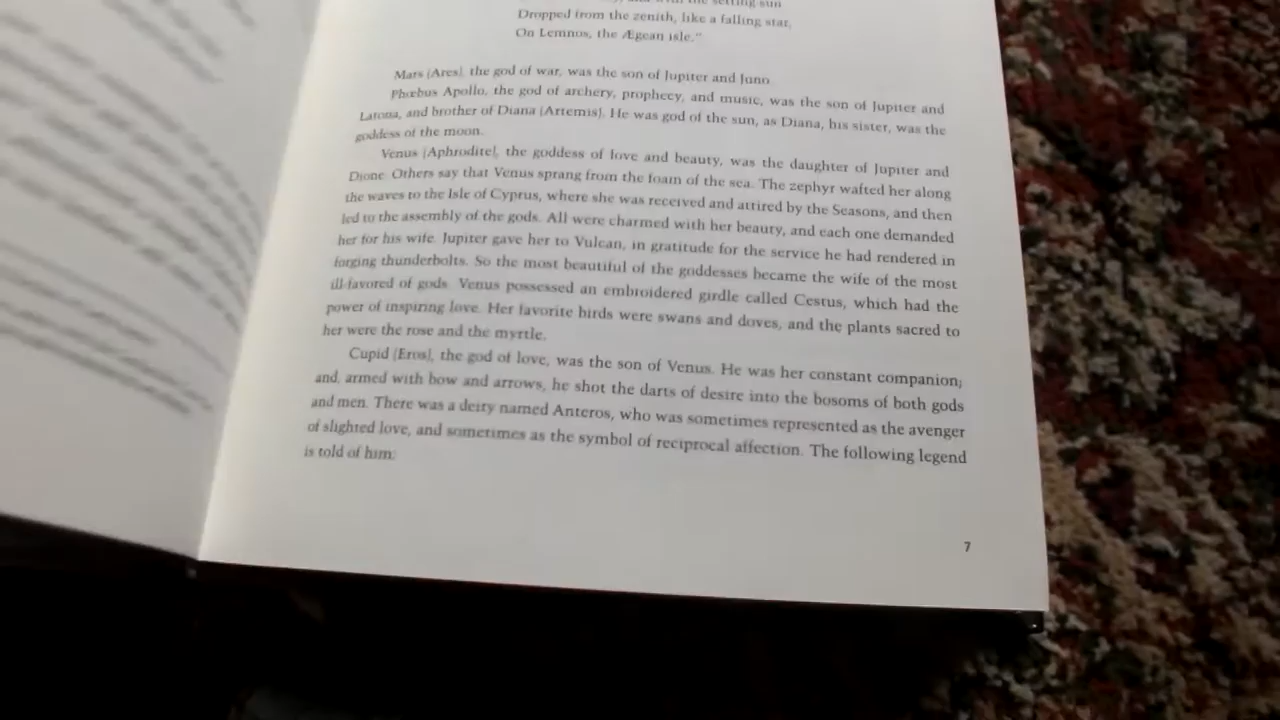 setting sun
Dropped from the zenith, like a falling star,
On Lemnos, the Ægean isle."
Mars (Ares), the god of war, was the son of Jupiter and Juno.
Phœbus Apollo, the god of archery, prophecy, and music, was the son of Jupiter and
Latona, and brother of Diana (Artemis). He was god of the sun, as Diana, his sister, was the
goddess of the moon.
Venus (Aphrodite), the goddess of love and beauty, was the daughter of Jupiter and
Dione. Others say that Venus sprang from the foam of the sea. The zephyr wafted her along
the waves to the Isle of Cyprus, where she was received and attired by the Seasons, and then
led to the assembly of the gods. All were charmed with her beauty, and each one demanded
her for his wife. Jupiter gave her to Vulcan, in gratitude for the service he had rendered in
forging thunderbolts. So the most beautiful of the goddesses became the wife of the most
ill-favored of gods. Venus possessed an embroidered girdle called Cestus, which had the
power of inspiring love. Her favorite birds were swans and doves, and the plants sacred to
her were the rose and the myrtle.
Cupid (Eros), the god of love, was the son of Venus. He was her constant companion;
and, armed with bow and arrows, he shot the darts of desire into the bosoms of both gods
and men. There was a deity named Anteros, who was sometimes represented as the avenger
of slighted love, and sometimes as the symbol of reciprocal affection. The following legend
is told of him:
7